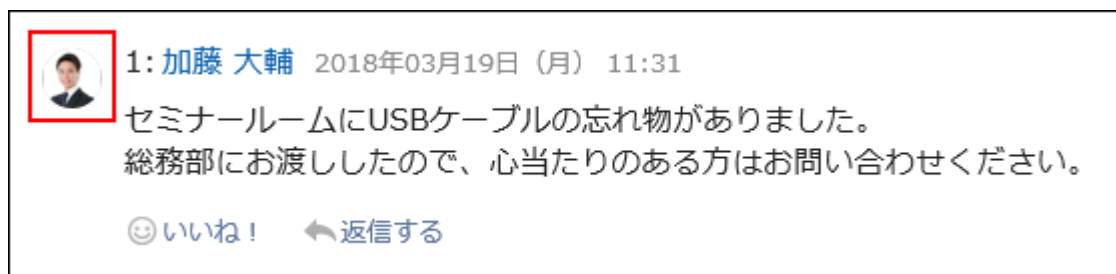 1: 加藤 大輔 2018年03月19日（月） 11:31
セミナールームにUSBケーブルの忘れ物がありました。
総務部にお渡ししたので、心当たりのある方はお問い合わせください。
いいね！ 返信する